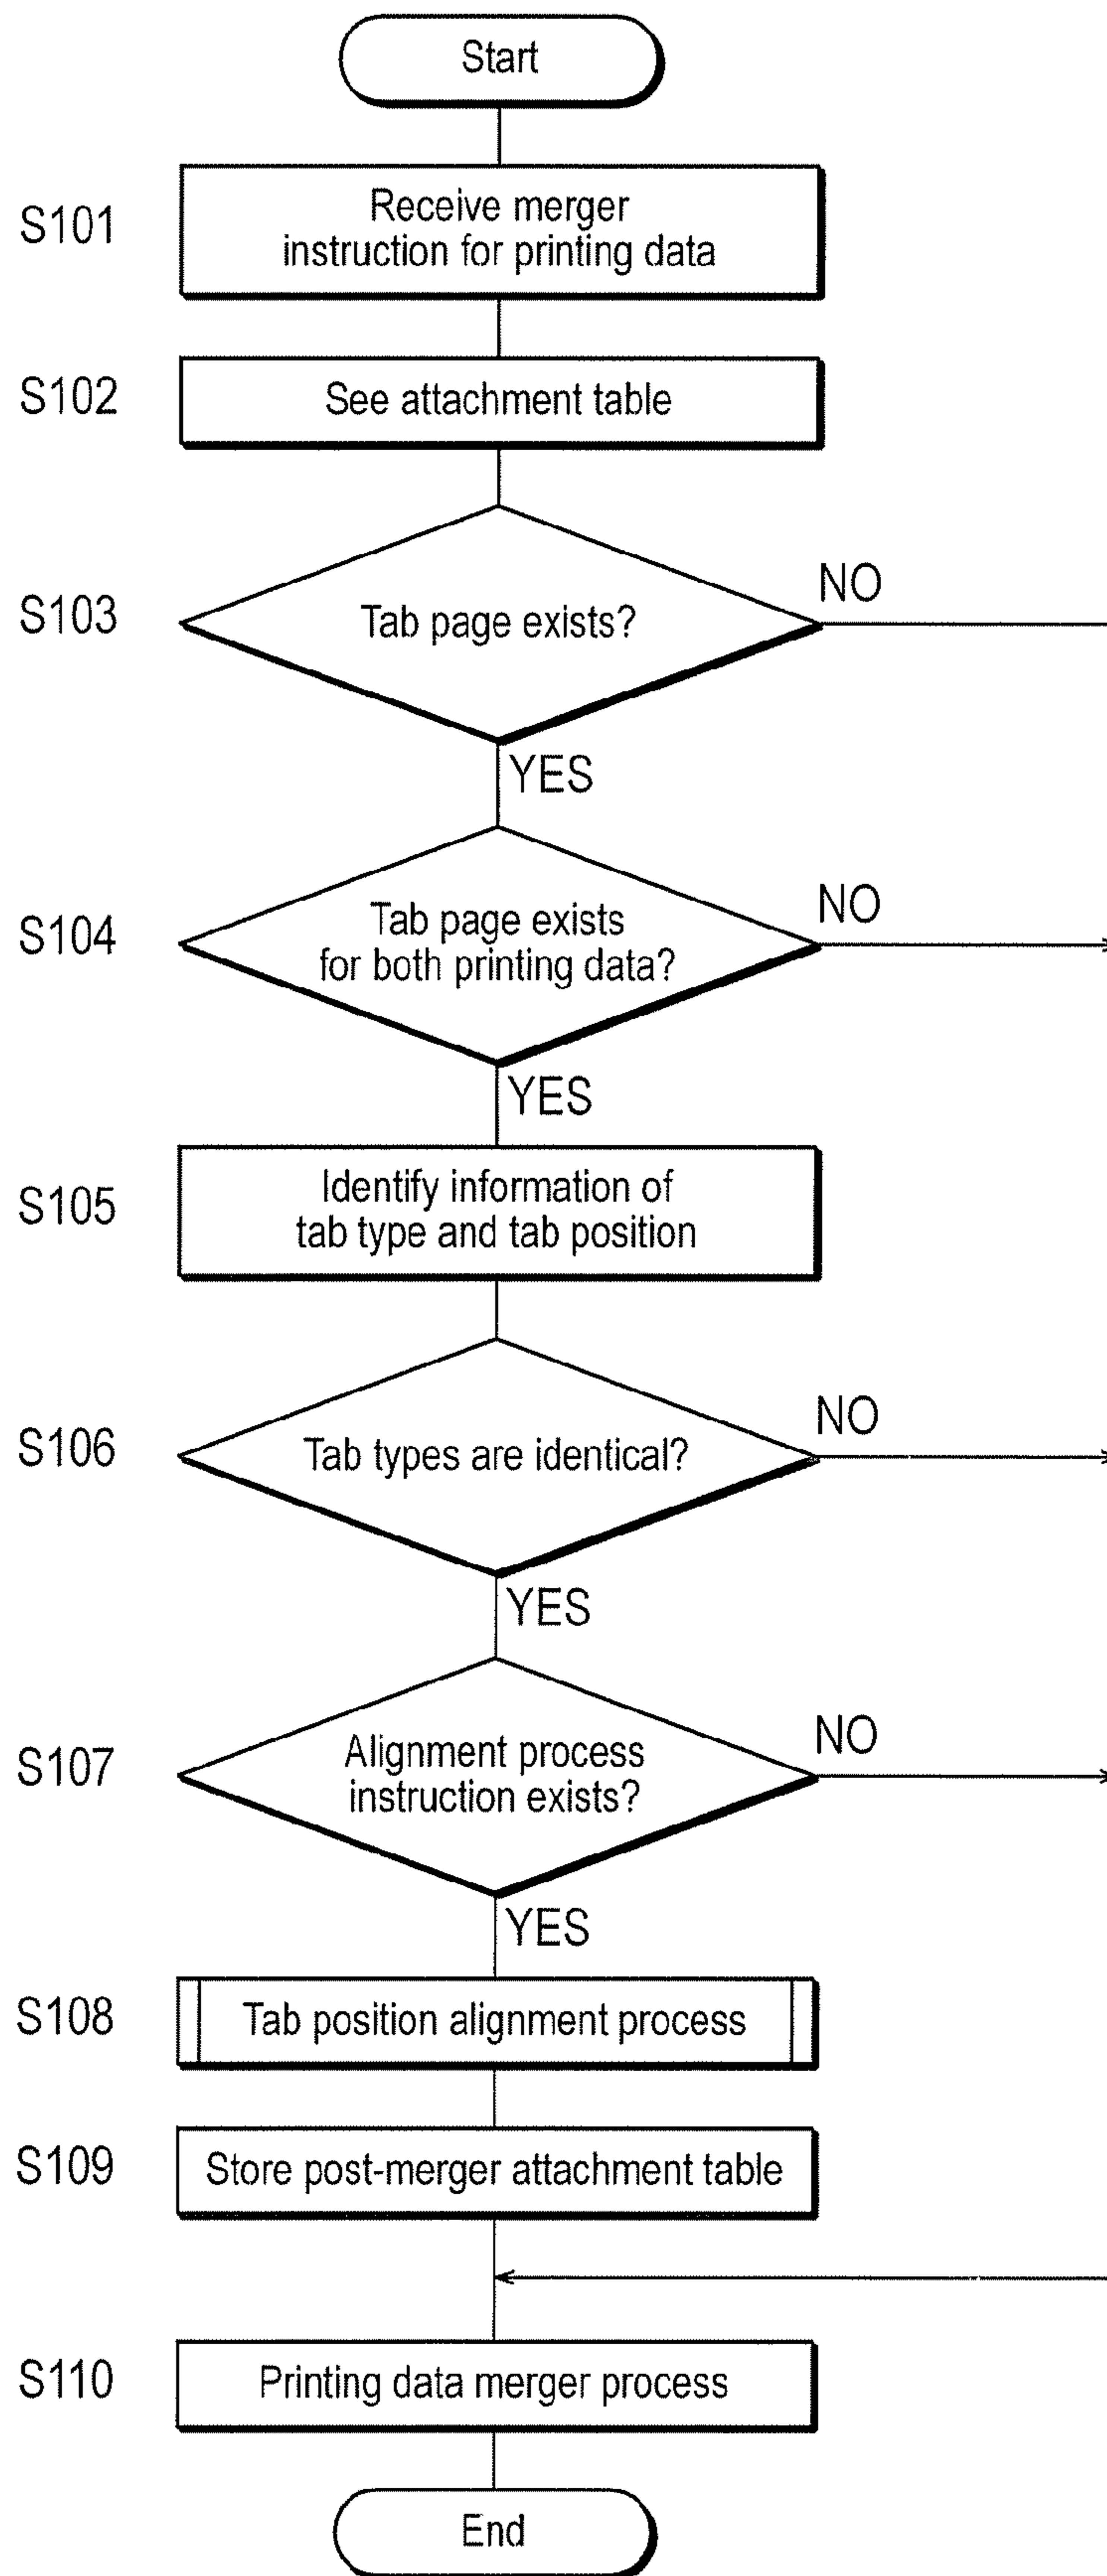 Start
S101
Receive merger
instruction for printing data
S102
See attachment table
S103
Tab page exists?
NO
YES
S104
Tab page exists
for both printing data?
NO
YES
S105
Identify information of
tab type and tab position
S106
Tab types are identical?
NO
YES
S107
Alignment process
instruction exists?
NO
YES
S108
Tab position alignment process
S109
Store post-merger attachment table
S110
Printing data merger process
End